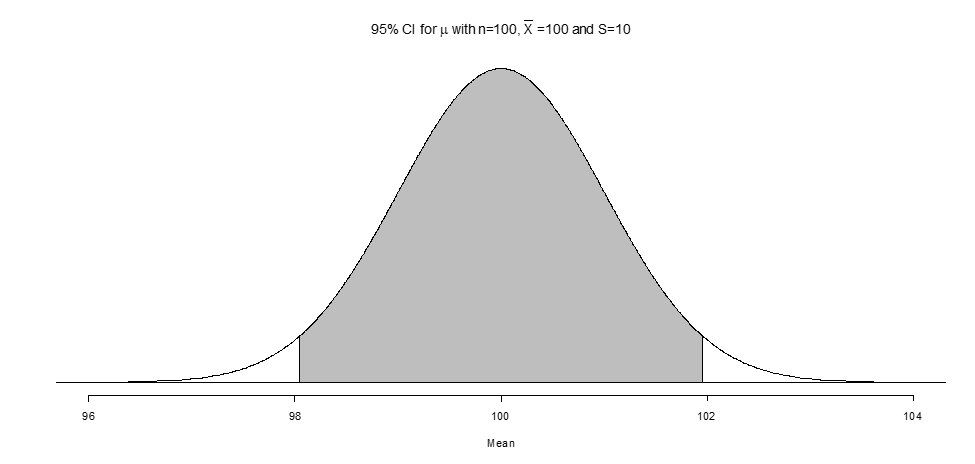 95% CI for μ with n=100, X̅ =100 and S=10
96 98 100 102 104
Mean